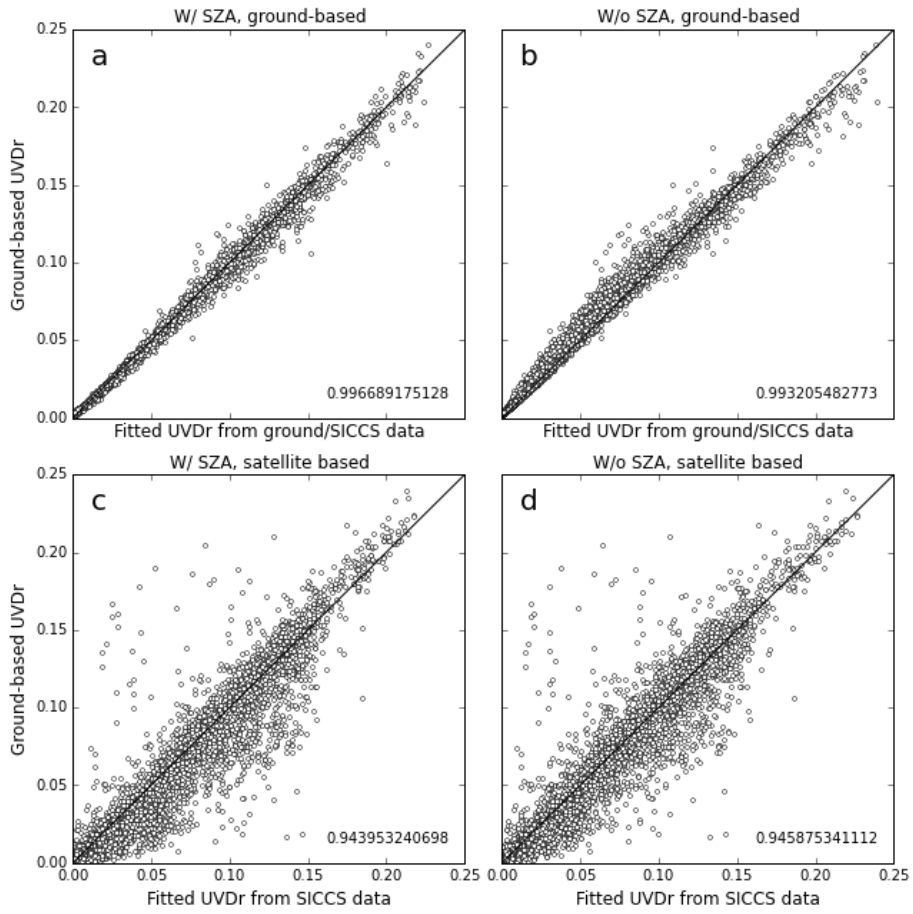 W/ SZA, ground-based
W/o SZA, ground-based
0.25
0.20
0.15
0.10
0.05
0.00
Ground-based UVDr
a
0.996689175128
b
0.993205482773
Fitted UVDr from ground/SICCS data
Fitted UVDr from ground/SICCS data
W/ SZA, satellite based
W/o SZA, satellite based
0.25
0.20
0.15
0.10
0.05
0.00
Ground-based UVDr
c
0.943953240698
d
0.945875341112
0.00 0.05 0.10 0.15 0.20 0.25
0.00 0.05 0.10 0.15 0.20 0.25
Fitted UVDr from SICCS data
Fitted UVDr from SICCS data